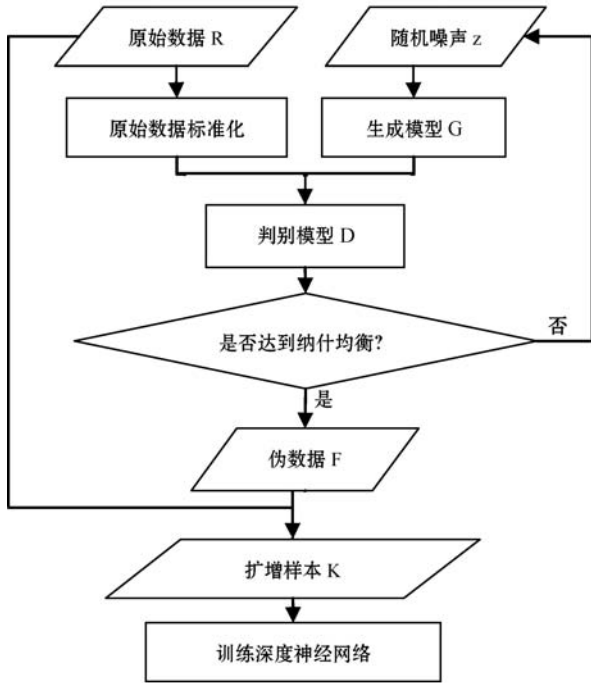 原始数据 R
随机噪声 z
原始数据标准化
生成模型 G
判别模型 D
是否达到纳什均衡?
否
是
伪数据 F
扩增样本 K
训练深度神经网络